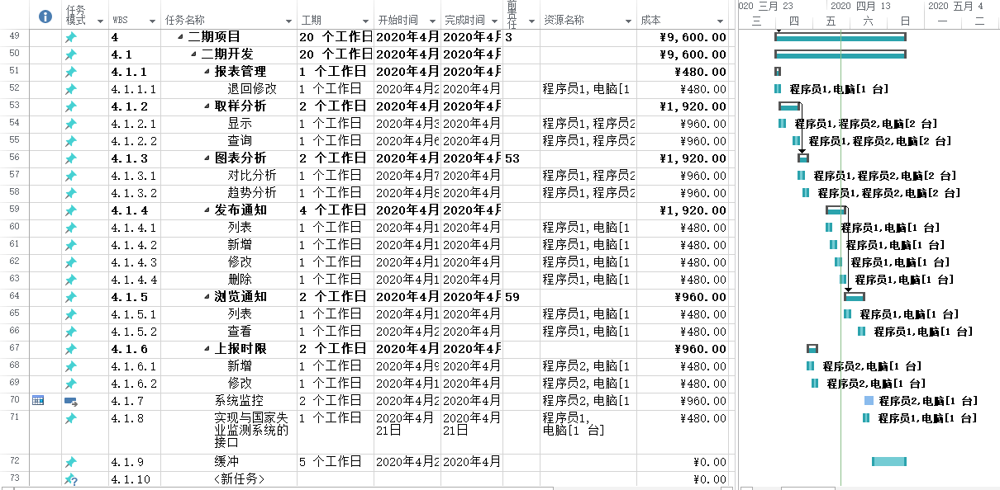 任务模式 WBS 任务名称 工期 开始时间 完成时间 前置任 资源名称 成本 020 三月 23 2020 四月 13 2020 五月 4
三 四 五 六 日 一 二
49 4 二期项目 20 个工作日 2020年4月 2020年4月 3 ¥9,600.00
50 4.1 二期开发 20 个工作日 2020年4月 2020年4月 ¥9,600.00
51 4.1.1 报表管理 1 个工作日 2020年4月 2020年4月 ¥480.00
52 4.1.1.1 退回修改 1 个工作日 2020年4月2 2020年4月 程序员1,电脑[1 ¥480.00 程序员1,电脑[1 台]
53 4.1.2 取样分析 2 个工作日 2020年4月 2020年4月 ¥1,920.00
54 4.1.2.1 显示 1 个工作日 2020年4月3 2020年4月 程序员1,程序员2 ¥960.00 程序员1,程序员2,电脑[2 台]
55 4.1.2.2 查询 1 个工作日 2020年4月6 2020年4月 程序员1,程序员2 ¥960.00 程序员1,程序员2,电脑[2 台]
56 4.1.3 图表分析 2 个工作日 2020年4月 2020年4月 53 ¥1,920.00
57 4.1.3.1 对比分析 1 个工作日 2020年4月7 2020年4月 程序员1,程序员2 ¥960.00 程序员1,程序员2,电脑[2 台]
58 4.1.3.2 趋势分析 1 个工作日 2020年4月8 2020年4月 程序员1,程序员2 ¥960.00 程序员1,程序员2,电脑[2 台]
59 4.1.4 发布通知 4 个工作日 2020年4月 2020年4月 ¥1,920.00
60 4.1.4.1 列表 1 个工作日 2020年4月1 2020年4月 程序员1,电脑[1 ¥480.00 程序员1,电脑[1 台]
61 4.1.4.2 新增 1 个工作日 2020年4月1 2020年4月 程序员1,电脑[1 ¥480.00 程序员1,电脑[1 台]
62 4.1.4.3 修改 1 个工作日 2020年4月1 2020年4月 程序员1,电脑[1 ¥480.00 程序员1,电脑[1 台]
63 4.1.4.4 删除 1 个工作日 2020年4月1 2020年4月 程序员1,电脑[1 ¥480.00 程序员1,电脑[1 台]
64 4.1.5 浏览通知 2 个工作日 2020年4月 2020年4月 59 ¥960.00
65 4.1.5.1 列表 1 个工作日 2020年4月1 2020年4月 程序员1,电脑[1 ¥480.00 程序员1,电脑[1 台]
66 4.1.5.2 查看 1 个工作日 2020年4月2 2020年4月 程序员1,电脑[1 ¥480.00 程序员1,电脑[1 台]
67 4.1.6 上报时限 2 个工作日 2020年4月 2020年4月 ¥960.00
68 4.1.6.1 新增 1 个工作日 2020年4月9 2020年4月 程序员2,电脑[1 ¥480.00 程序员2,电脑[1 台]
69 4.1.6.2 修改 1 个工作日 2020年4月1 2020年4月 程序员2,电脑[1 ¥480.00 程序员2,电脑[1 台]
70 4.1.7 系统监控 2 个工作日 2020年4月2 2020年4月 程序员2,电脑[1 ¥960.00 程序员2,电脑[1 台]
71 4.1.8 实现与国家失 1 个工作日 2020年4月 2020年4月 程序员1, ¥480.00 程序员1,电脑[1 台]
业监测系统的 21日 21日 电脑[1 台]
接口
72 4.1.9 缓冲 5 个工作日 2020年4月2 2020年4月 ¥0.00
73 4.1.10 <新任务> ¥0.00